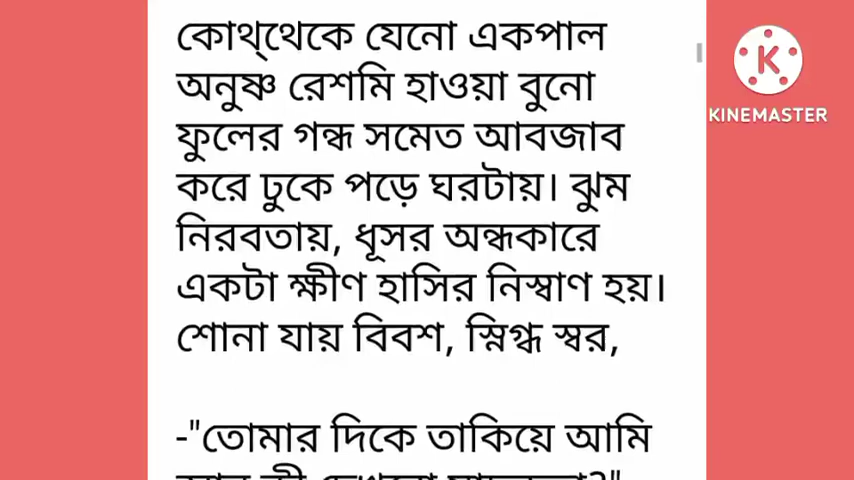 কোথ্থেকে যেনো একপাল
অনুষ্ণ রেশমি হাওয়া বুনো
ফুলের গন্ধ সমেত আবজাব
করে ঢুকে পড়ে ঘরটায়। ঝুম
নিরবতায়, ধূসর অন্ধকারে
একটা ক্ষীণ হাসির নিস্বাণ হয়।
শোনা যায় বিবশ, স্নিগ্ধ স্বর,
-"তোমার দিকে তাকিয়ে আমি
KINEMASTER